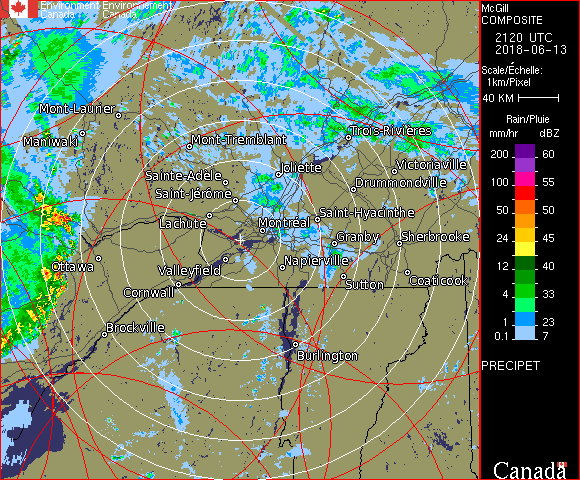 Environment Environnement
Canada Canada
Mont-Laurier
Maniwaki
Mont-Tremblant
Trois-Rivières
Joliette
Victoriaville
Sainte-Adèle
Drummondville
Saint-Jérôme
Saint-Hyacinthe
Lachute
Montréal
Granby
Sherbrooke
Ottawa
Valleyfield
Napierville
Sutton
Coaticook
Cornwall
Brockville
Burlington
McGill
COMPOSITE
2120 UTC
2018-06-13
Scale/Échelle:
1km/Pixel
40 KM
Rain/Pluie
mm/hr dBZ
200 60
100 55
50 50
24 45
12 40
4 33
1 23
0.1 7
PRECIPET
Canada